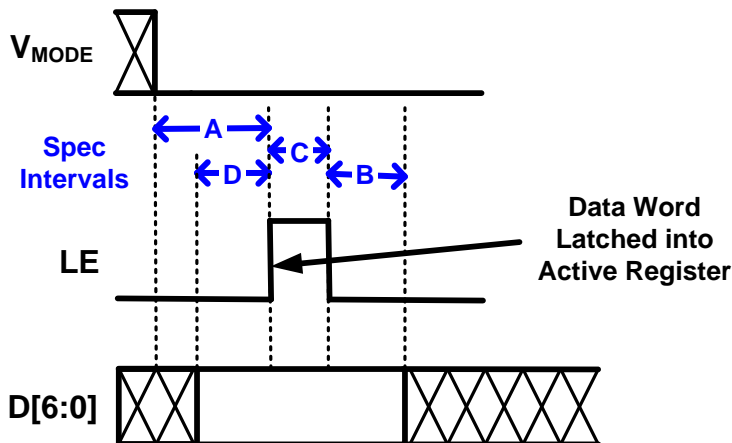 VMODE
A
Spec
Intervals
C
D
B
Data Word
Latched into
Active Register
LE
D[6:0]